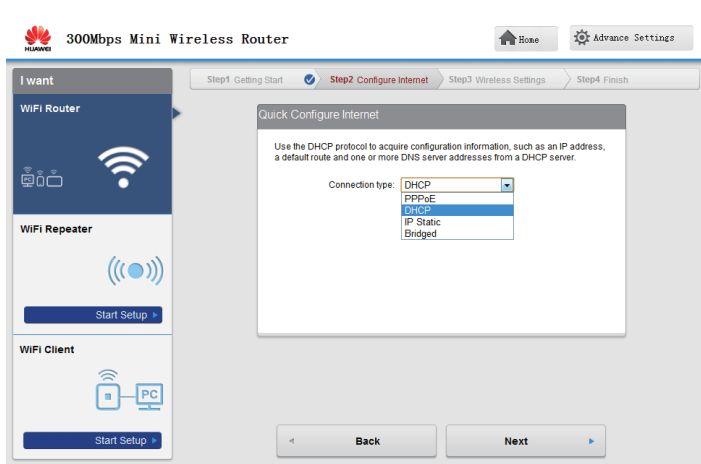 HUAWEI
300Mbps Mini Wireless Router
Home
Advance Settings
I want
Step1 Getting Start
Step2 Configure Internet
Step3 Wireless Settings
Step4 Finish
WiFi Router
PC
Quick Configure Internet
Use the DHCP protocol to acquire configuration information, such as an IP address,
a default route and one or more DNS server addresses from a DHCP server.
Connection type: DHCP
PPPoE
DHCP
IP Static
Bridged
WiFi Repeater
Start Setup
WiFi Client
PC
Start Setup
Back
Next